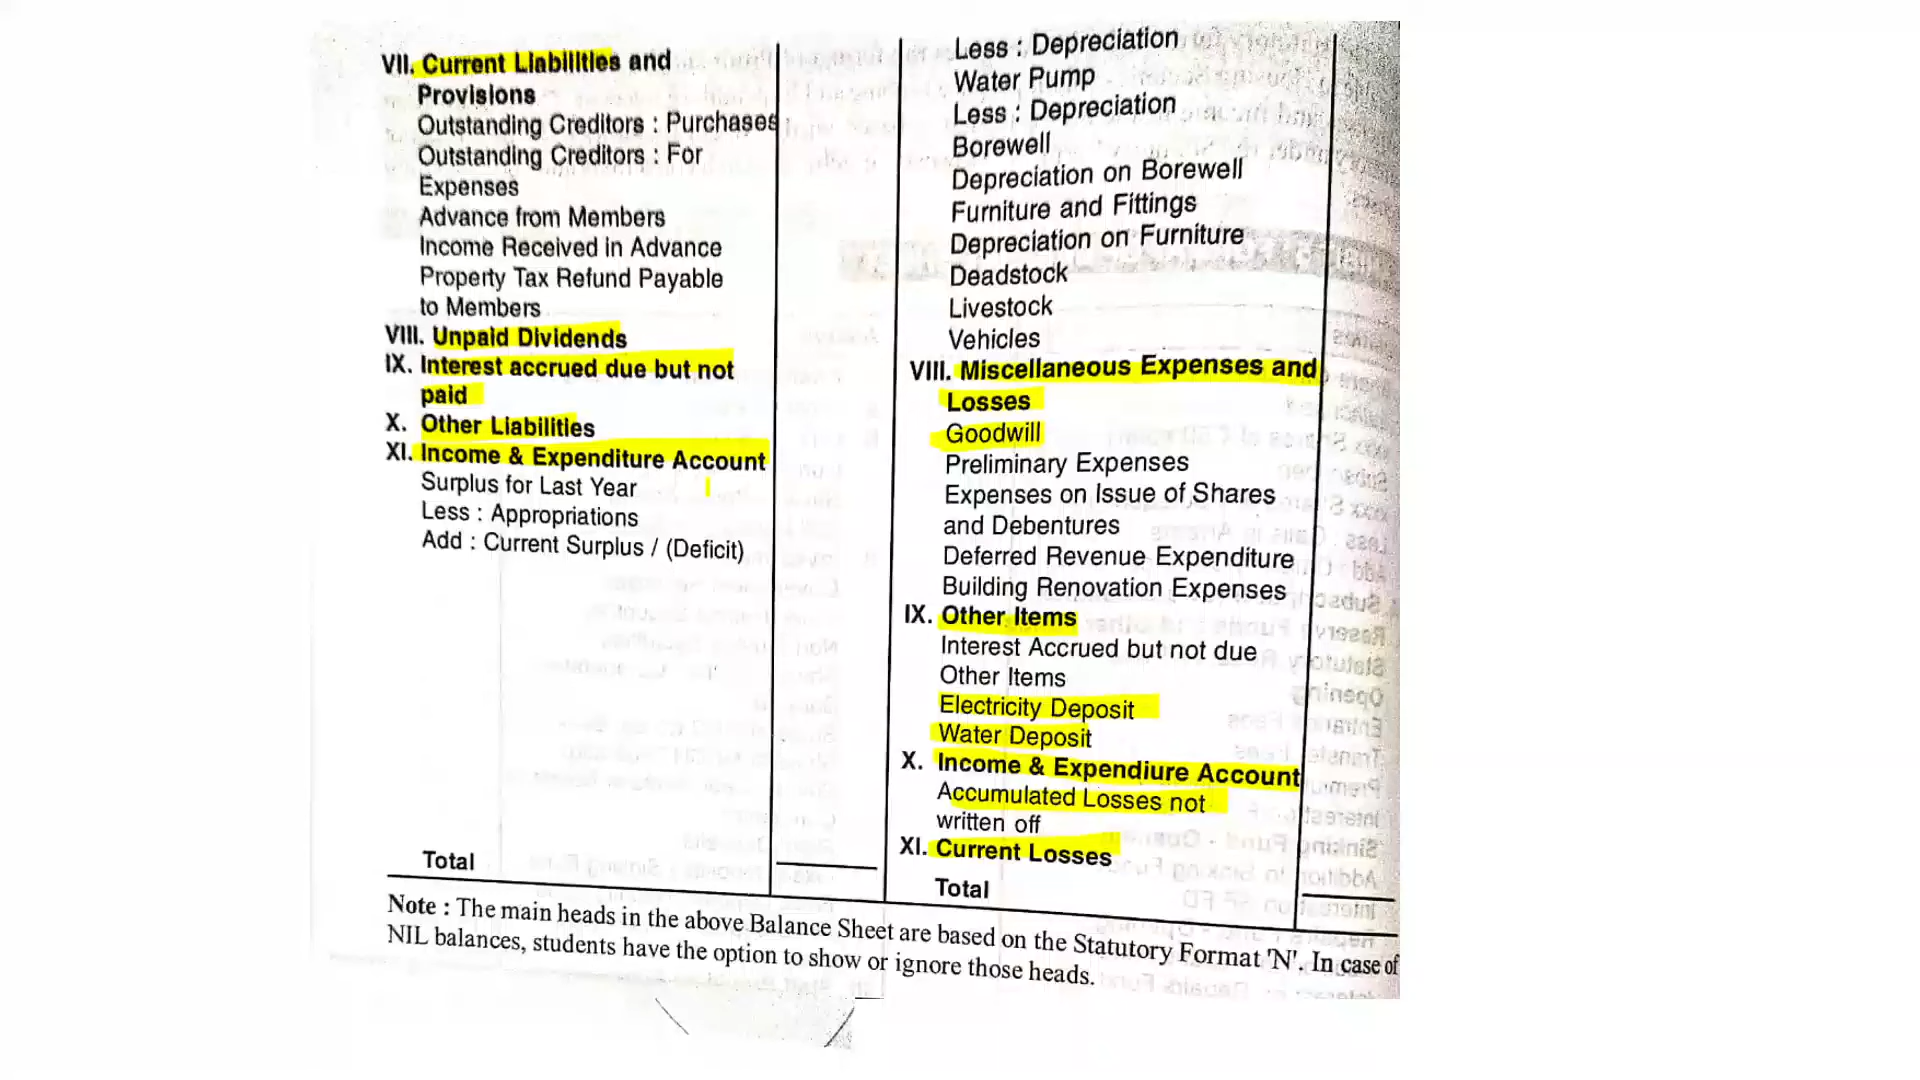 VII. Current Liabilities and
Provisions
Outstanding Creditors : Purchases
Outstanding Creditors : For
Expenses
Advance from Members
Income Received in Advance
Property Tax Refund Payable
to Members
VIII. Unpaid Dividends
IX. Interest accrued due but not
paid
X. Other Liabilities
XI. Income & Expenditure Account
Surplus for Last Year
Less : Appropriations
Add : Current Surplus / (Deficit)
Total
Less : Depreciation
Water Pump
Less : Depreciation
Borewell
Depreciation on Borewell
Furniture and Fittings
Depreciation on Furniture
Deadstock
Livestock
Vehicles
VIII. Miscellaneous Expenses and
Losses
Goodwill
Preliminary Expenses
Expenses on Issue of Shares
and Debentures
Deferred Revenue Expenditure
Building Renovation Expenses
IX. Other Items
Interest Accrued but not due
Other Items
Electricity Deposit
Water Deposit
X. Income & Expendiure Account
Accumulated Losses not
written off
XI. Current Losses
Total
Note : The main heads in the above Balance Sheet are based on the Statutory Format 'N'. In case of
NIL balances, students have the option to show or ignore those heads.